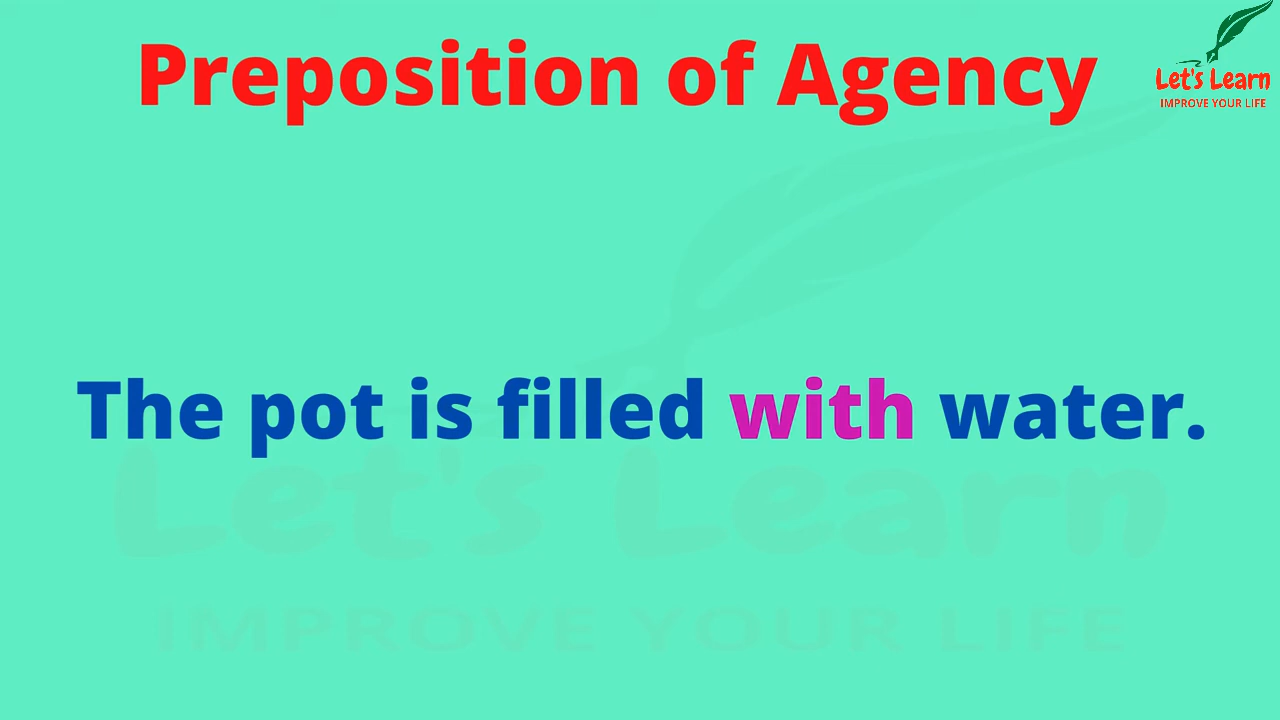 Preposition of Agency
Let's Learn
IMPROVE YOUR LIFE
The pot is filled with water.
Let's Learn
IMPROVE YOUR LIFE